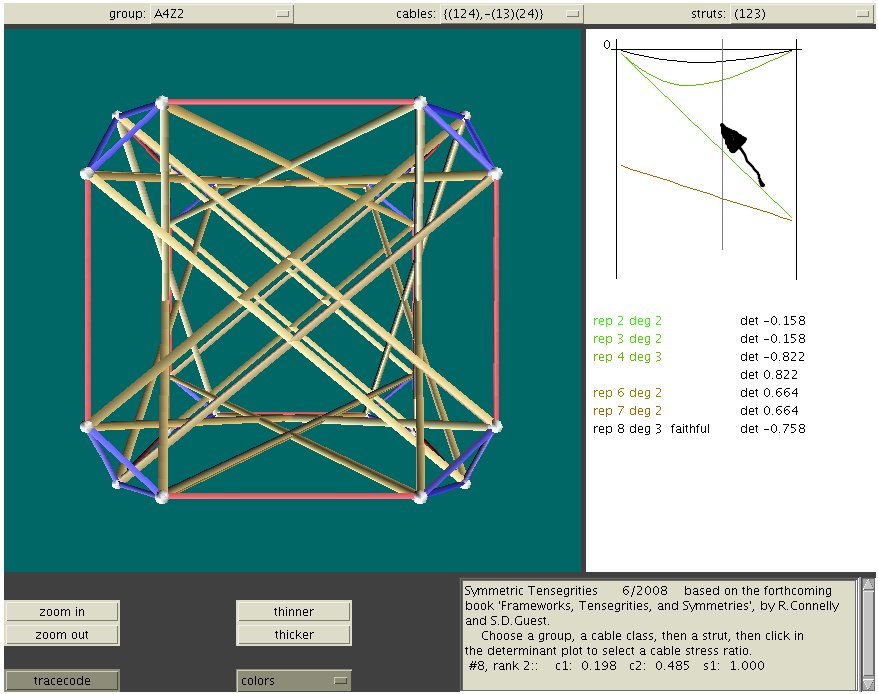 group: A4Z2 cables: {(124),-(13)(24)} struts: (123)
0
rep 2 deg 2 det -0.158
rep 3 deg 2 det -0.158
rep 4 deg 3 det -0.822
det 0.822
rep 6 deg 2 det 0.664
rep 7 deg 2 det 0.664
rep 8 deg 3 faithful det -0.758
zoom in
zoom out
thinner
thicker
tracecode
colors
Symmetric Tensegrities 6/2008 based on the forthcoming
book 'Frameworks, Tensegrities, and Symmetries', by R.Connelly
and S.D.Guest.
Choose a group, a cable class, then a strut, then click in
the determinant plot to select a cable stress ratio.
#8, rank 2:: c1: 0.198 c2: 0.485 s1: 1.000